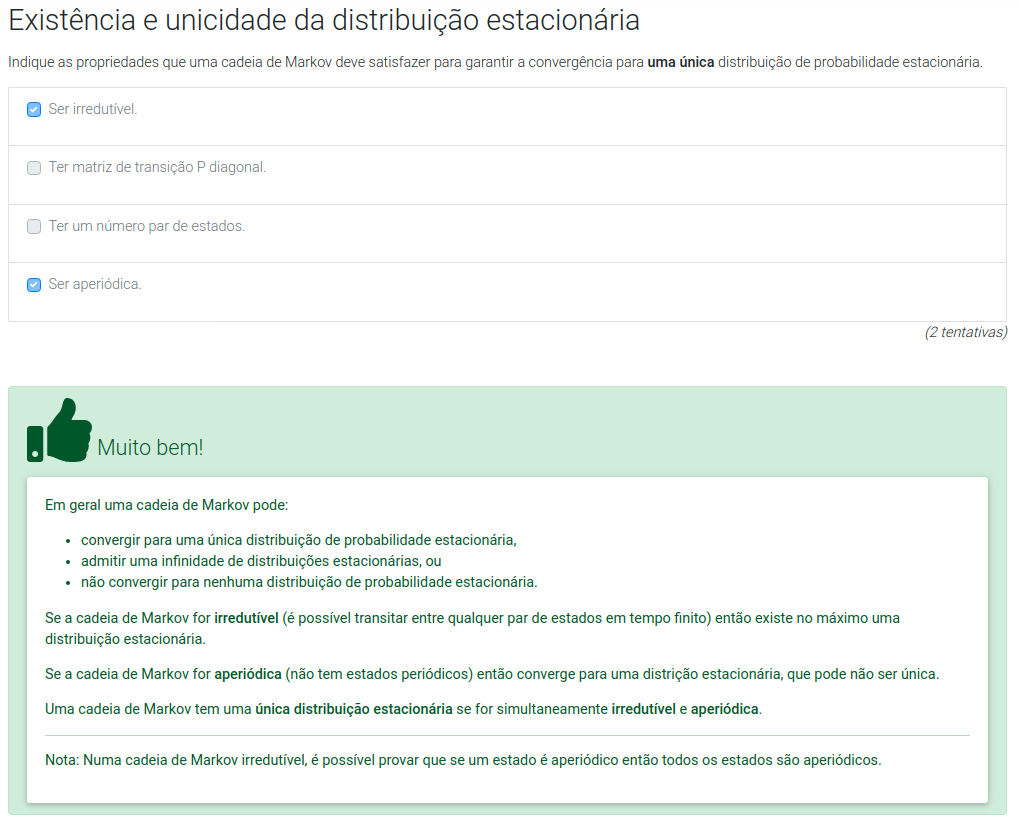 Existência e unicidade da distribuição estacionária
Indique as propriedades que uma cadeia de Markov deve satisfazer para garantir a convergência para uma única distribuição de probabilidade estacionária.
Ser irredutível.
Ter matriz de transição P diagonal.
Ter um número par de estados.
Ser aperiódica.
(2 tentativas)
Muito bem!
Em geral uma cadeia de Markov pode:
• convergir para uma única distribuição de probabilidade estacionária,
• admitir uma infinidade de distribuições estacionárias, ou
• não convergir para nenhuma distribuição de probabilidade estacionária.
Se a cadeia de Markov for irredutível (é possível transitar entre qualquer par de estados em tempo finito) então existe no máximo uma
distribuição estacionária.
Se a cadeia de Markov for aperiódica (não tem estados periódicos) então converge para uma distrição estacionária, que pode não ser única.
Uma cadeia de Markov tem uma única distribuição estacionária se for simultaneamente irredutível e aperiódica.
Nota: Numa cadeia de Markov irredutível, é possível provar que se um estado é aperiódico então todos os estados são aperiódicos.